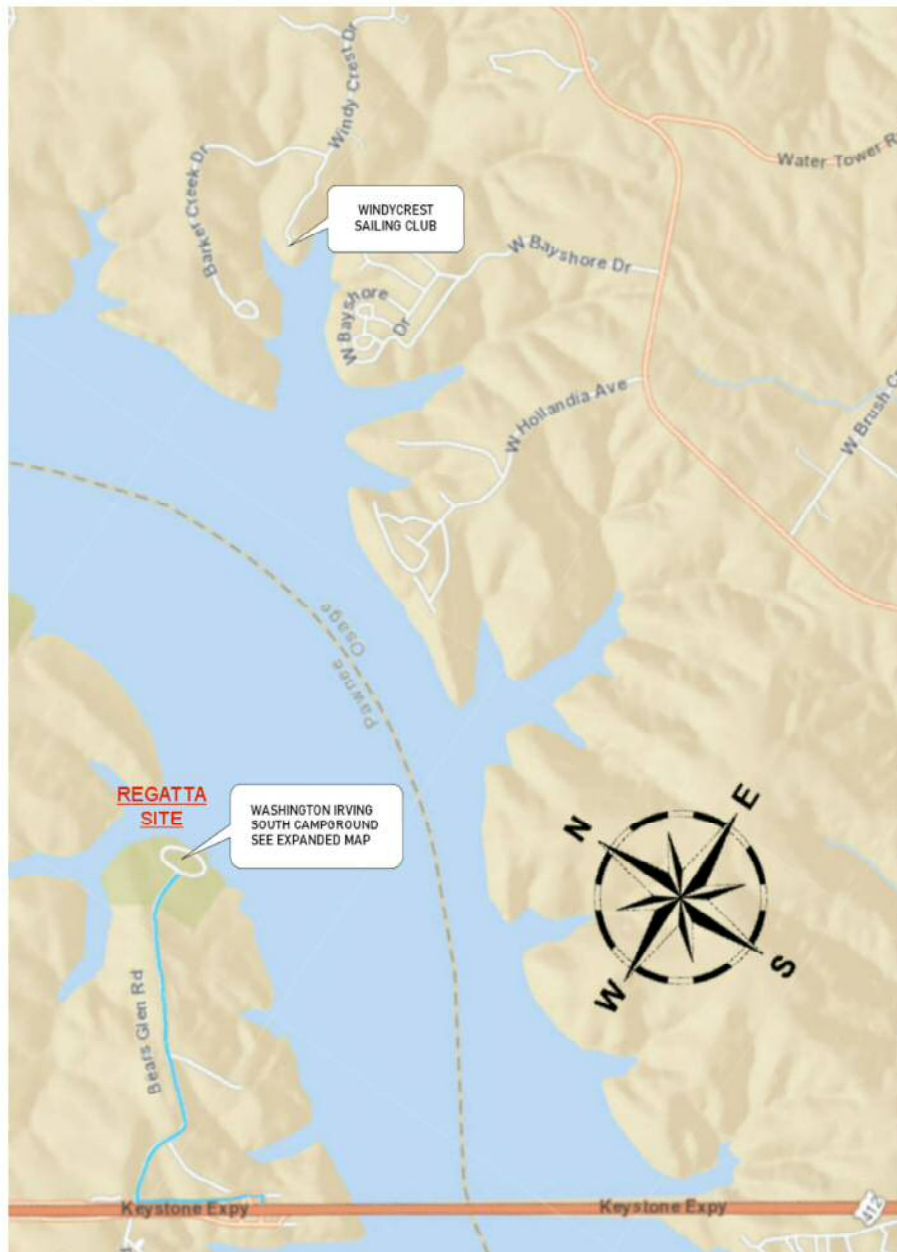 Windy Crest Dr
Barker Creek Dr
Water Tower R
WINDYCREST
SAILING CLUB
W Bayshore Dr
W Bayshore
Dr
W Hollandia Ave
W Brush Cr
Osage
Pawnee
REGATTA
SITE
WASHINGTON IRVING
SOUTH CAMPGROUND
SEE EXPANDED MAP
N
E
W
S
Bears Glen Rd
Keystone Expy
Keystone Expy
412